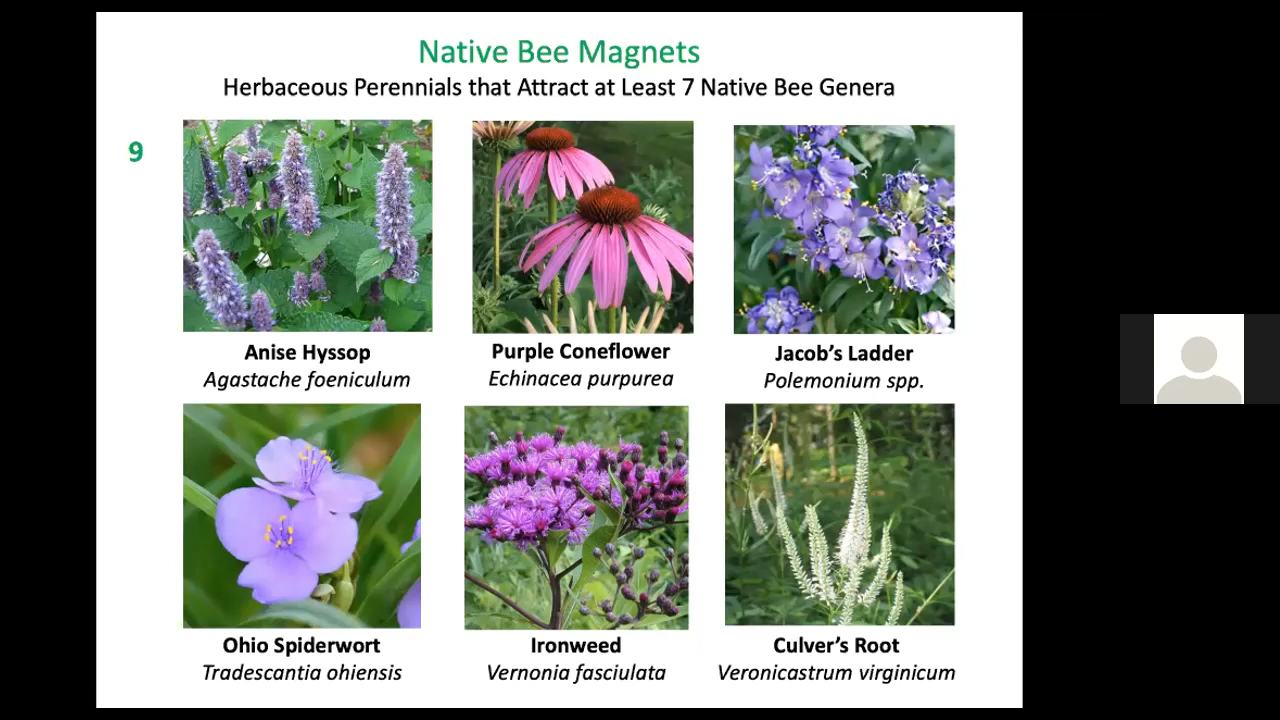 Native Bee Magnets
Herbaceous Perennials that Attract at Least 7 Native Bee Genera
9
Anise Hyssop
Agastache foeniculum
Purple Coneflower
Echinacea purpurea
Jacob’s Ladder
Polemonium spp.
Ohio Spiderwort
Tradescantia ohiensis
Ironweed
Vernonia fasciulata
Culver’s Root
Veronicastrum virginicum